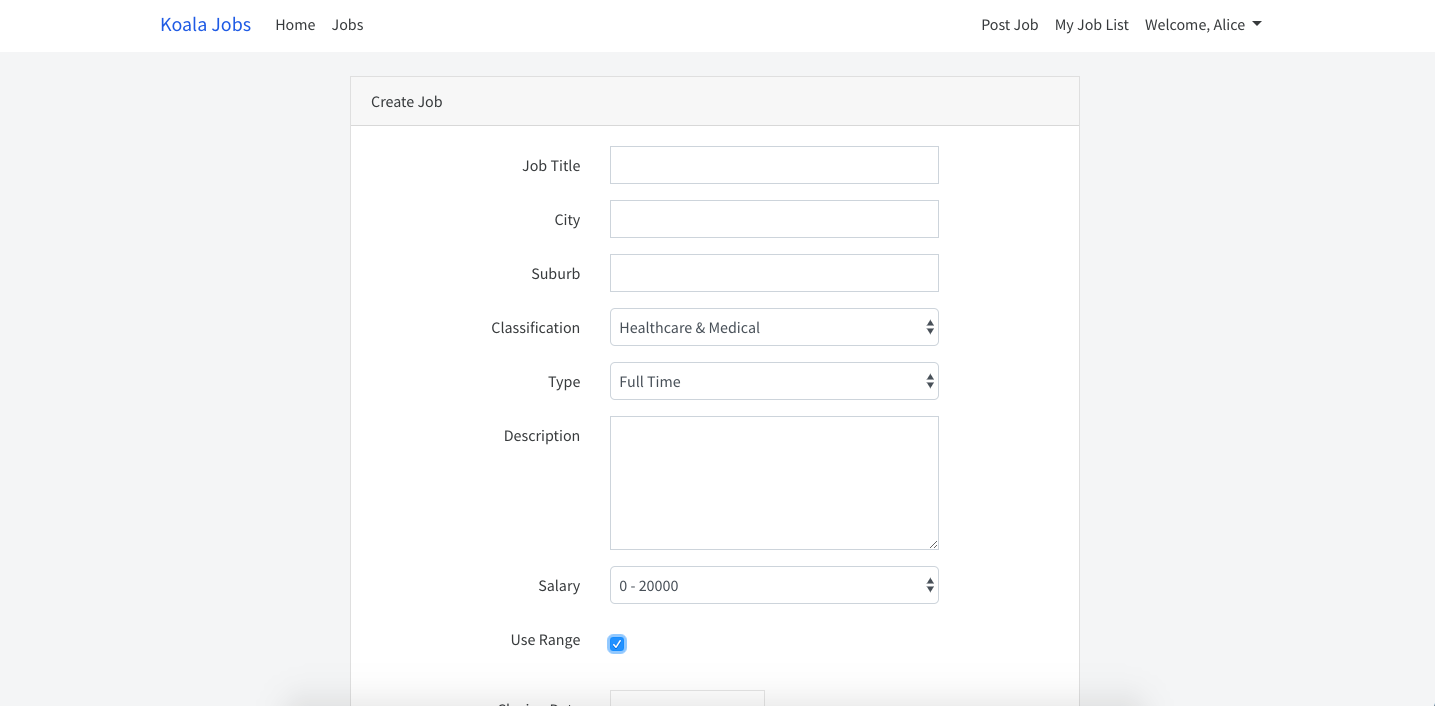 Koala Jobs Home Jobs Post Job My Job List Welcome, Alice
Create Job
Job Title
City
Suburb
Classification Healthcare & Medical
Type Full Time
Description
Salary 0 - 20000
Use Range